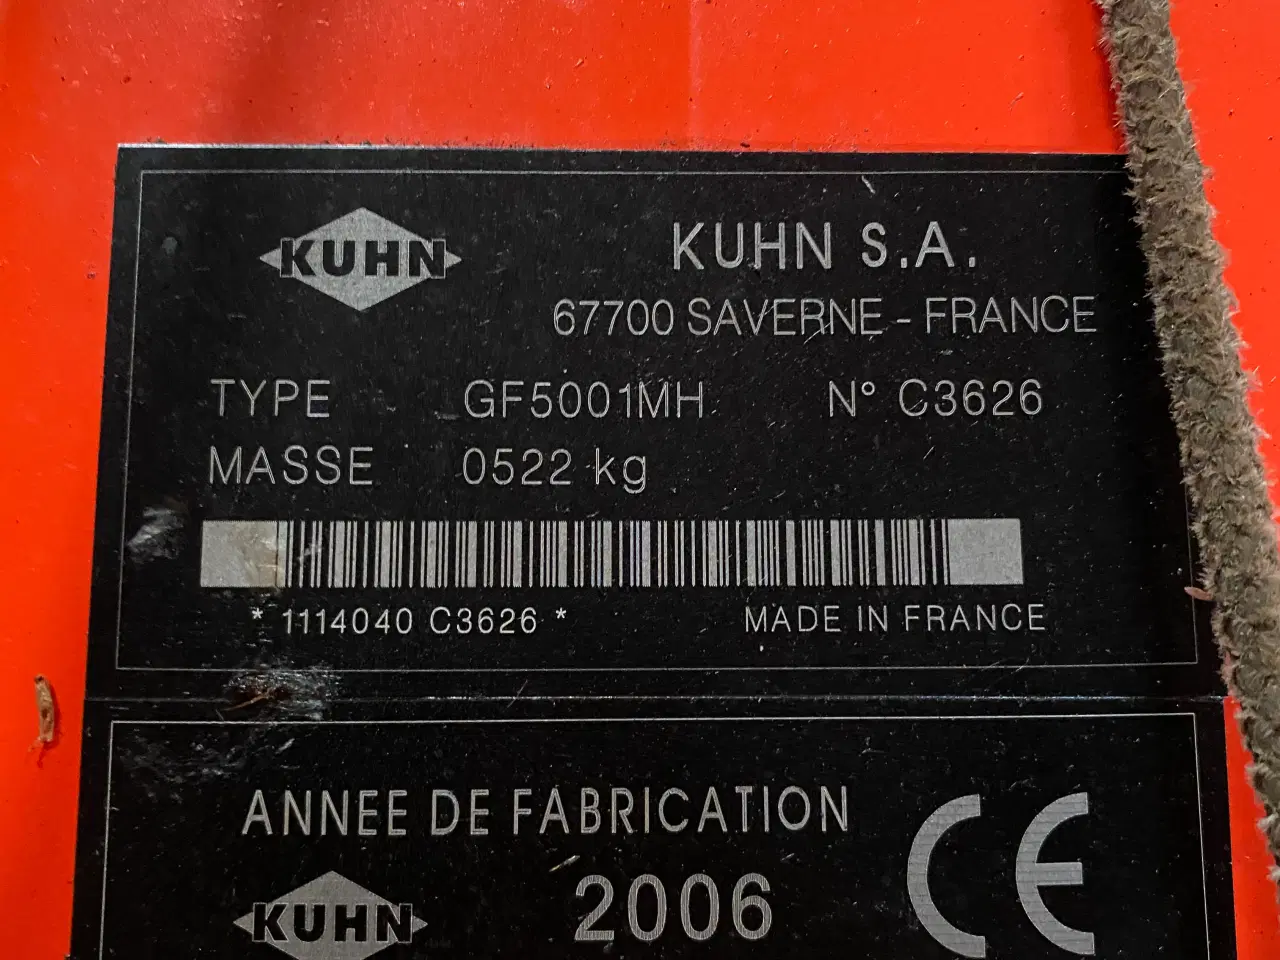 KUHN
KUHN S.A.
67700 SAVERNE - FRANCE
TYPE GF5001MH N° C3626
MASSE 0522 kg
* 1114040 C3626 *
MADE IN FRANCE
ANNEE DE FABRICATION
CE
KUHN
2006